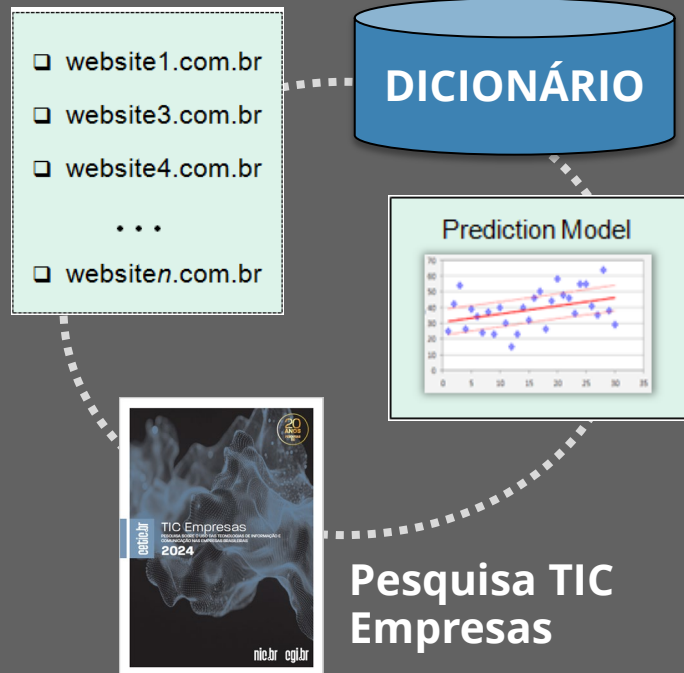 website1.com.br
website3.com.br
website4.com.br
...
websiten.com.br
DICIONÁRIO
Prediction Model
70
60
50
40
30
20
10
0
0 5 10 15 20 25 30 35
20
ANOS
cetic.br
TIC Empresas
PESQUISA SOBRE O USO DAS TECNOLOGIAS DE INFORMAÇÃO E
COMUNICAÇÃO NAS EMPRESAS BRASILEIRAS
2024
nic.br cgi.br
Pesquisa TIC
Empresas